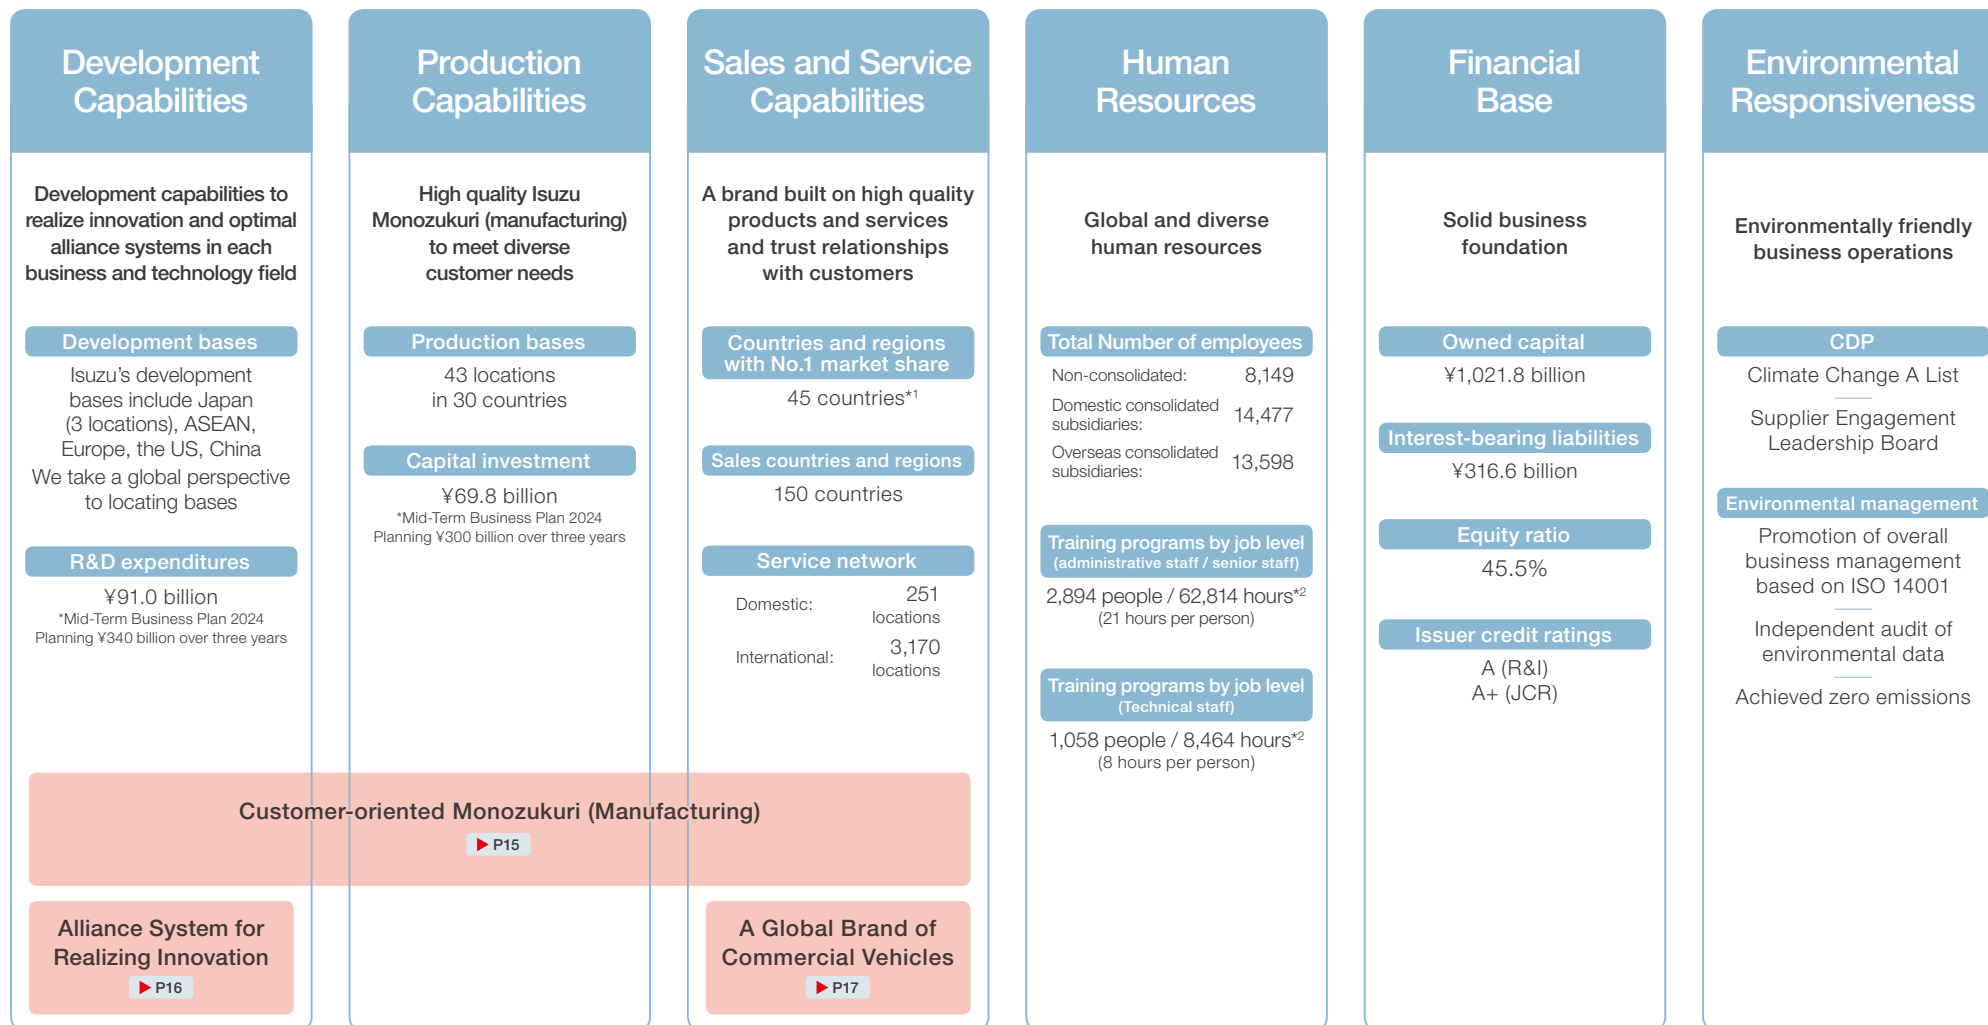 Development
Capabilities
Development capabilities to
realize innovation and optimal
alliance systems in each
business and technology field
Development bases
Isuzu’s development
bases include Japan
(3 locations), ASEAN,
Europe, the US, China
We take a global perspective
to locating bases
R&D expenditures
¥91.0 billion
*Mid-Term Business Plan 2024
Planning ¥340 billion over three years
Production
Capabilities
High quality Isuzu
Monozukuri (manufacturing)
to meet diverse
customer needs
Production bases
43 locations
in 30 countries
Capital investment
¥69.8 billion
*Mid-Term Business Plan 2024
Planning ¥300 billion over three years
Sales and Service
Capabilities
A brand built on high quality
products and services
and trust relationships
with customers
Countries and regions
with No.1 market share
45 countries*1
Sales countries and regions
150 countries
Service network
Domestic: 251
locations
International: 3,170
locations
Customer-oriented Monozukuri (Manufacturing)
▶ P15
Alliance System for
Realizing Innovation
▶ P16
A Global Brand of
Commercial Vehicles
▶ P17
Human
Resources
Global and diverse
human resources
Total Number of employees
Non-consolidated: 8,149
Domestic consolidated
subsidiaries: 14,477
Overseas consolidated
subsidiaries: 13,598
Training programs by job level
(administrative staff / senior staff)
2,894 people / 62,814 hours*2
(21 hours per person)
Training programs by job level
(Technical staff)
1,058 people / 8,464 hours*2
(8 hours per person)
Financial
Base
Solid business
foundation
Owned capital
¥1,021.8 billion
Interest-bearing liabilities
¥316.6 billion
Equity ratio
45.5%
Issuer credit ratings
A (R&I)
A+ (JCR)
Environmental
Responsiveness
Environmentally friendly
business operations
CDP
Climate Change A List
Supplier Engagement
Leadership Board
Environmental management
Promotion of overall
business management
based on ISO 14001
Independent audit of
environmental data
Achieved zero emissions